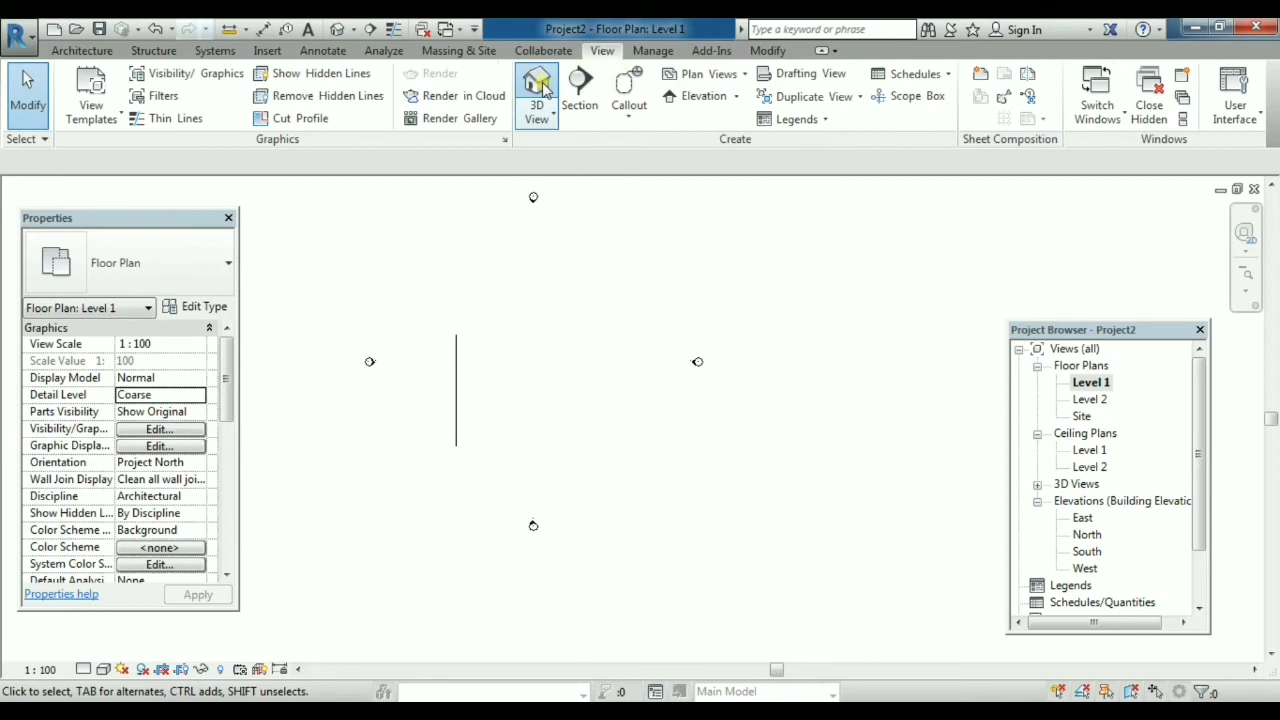 Project2 - Floor Plan: Level 1
Type a keyword or phrase
Sign In
Architecture Structure Systems Insert Annotate Analyze Massing & Site Collaborate View Manage Add-Ins Modify
Modify
View
Templates
Visibility/ Graphics
Filters
Thin Lines
Show Hidden Lines
Remove Hidden Lines
Cut Profile
Render
Render in Cloud
Render Gallery
3D
View
Section
Callout
Plan Views
Elevation
Drafting View
Duplicate View
Legends
Schedules
Scope Box
Switch
Windows
Close
Hidden
User
Interface
Select
Graphics
Create
Sheet Composition
Windows
Properties
Floor Plan
Floor Plan: Level 1
Edit Type
Graphics
View Scale 1 : 100
Scale Value 1: 100
Display Model Normal
Detail Level Coarse
Parts Visibility Show Original
Visibility/Grap... Edit...
Graphic Displa... Edit...
Orientation Project North
Wall Join Display Clean all wall joi...
Discipline Architectural
Show Hidden L... By Discipline
Color Scheme ... Background
Color Scheme <none>
System Color S... Edit...
Default Analysi None
Properties help
Apply
2D
Project Browser - Project2
Views (all)
Floor Plans
Level 1
Level 2
Site
Ceiling Plans
Level 1
Level 2
3D Views
Elevations (Building Elevatic
East
North
South
West
Legends
Schedules/Quantities
1 : 100
Click to select, TAB for alternates, CTRL adds, SHIFT unselects.
:0
Main Model
:0